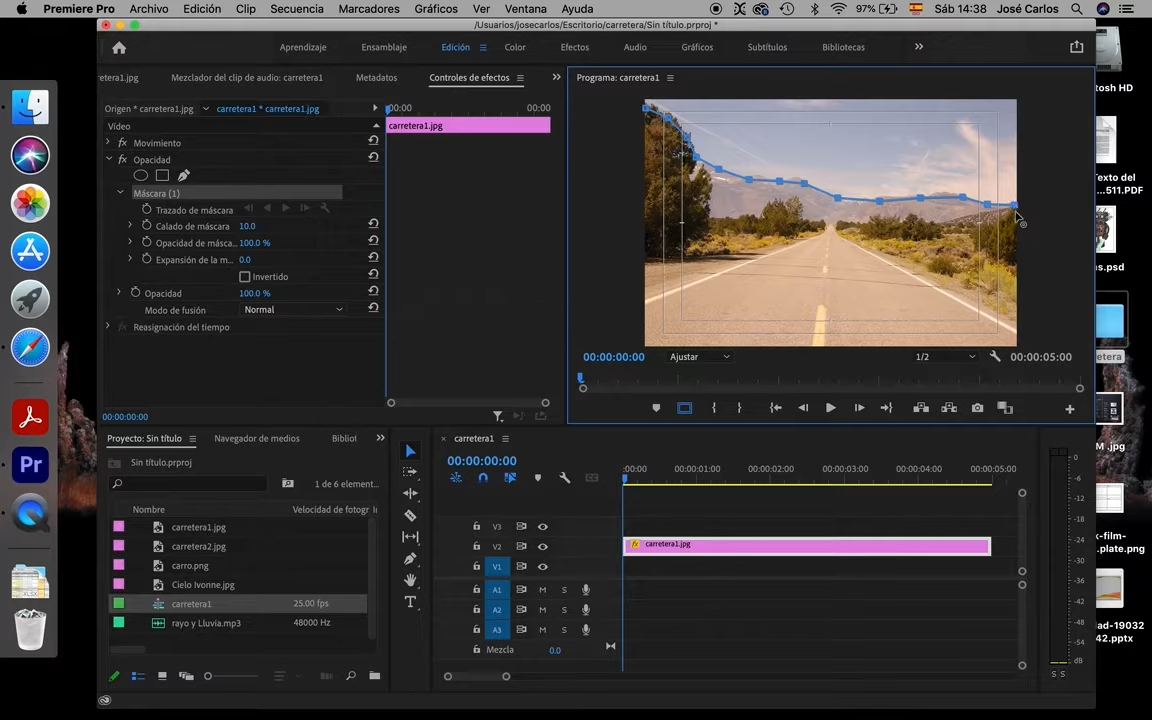 Premiere Pro Archivo Edición Clip Secuencia Marcadores Gráficos Ver Ventana Ayuda 97% Sáb 14:38 José Carlos
/Usuarios/josecarlos/Escritorio/carretera/Sin título.prproj *
Aprendizaje Ensamblaje Edición Color Efectos Audio Gráficos Subtítulos Bibliotecas
tosh HD
etera1.jpg Mezclador del clip de audio: carretera1 Metadatos Controles de efectos
Programa: carretera1
Origen * carretera1.jpg carretera1 * carretera1.jpg :00:00 00:00
Vídeo carretera1.jpg
Movimiento
Opacidad
Máscara (1)
Trazado de máscara
Calado de máscara 10.0
Opacidad de másca... 100.0 %
Expansión de la m... 0.0
Invertido
Opacidad 100.0 %
Modo de fusión Normal
Reasignación del tiempo
00:00:00:00
00:00:00:00 Ajustar 1/2 00:00:05:00
Texto del
...511.PDF
as.psd
etera
M .jpg
x-film-
.plate.png
dad-19032
42.pptx
Proyecto: Sin título Navegador de medios Bibliot
Sin título.prproj
1 de 6 element...
Nombre Velocidad de fotogr
carretera1.jpg
carretera2.jpg
carro.png
Cielo Ivonne.jpg
carretera1 25.00 fps
rayo y Lluvia.mp3 48000 Hz
carretera1
00:00:00:00
:00:00 00:00:01:00 00:00:02:00 00:00:03:00 00:00:04:00 00:00:05:00
V3
V2 fx carretera1.jpg
V1
A1 M S
A2 M S
A3 M S
Mezcla 0.0
0
-6
-12
-18
-24
-30
-36
-42
-48
-54
dB
S S
Pr
XLSX